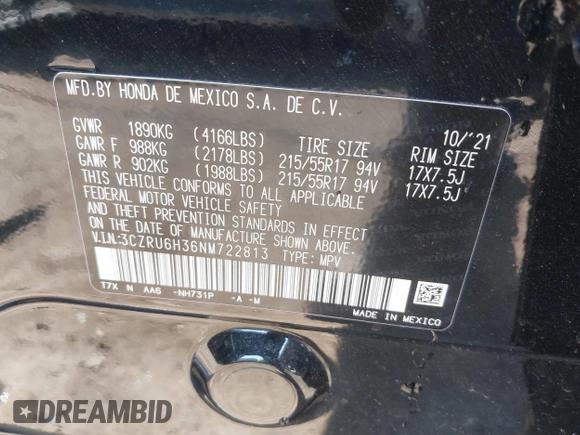 MFD.BY HONDA DE MEXICO S.A. DE C.V.
10/'21
GVWR 1890KG (4166LBS) TIRE SIZE RIM SIZE
GAWR F 988KG (2178LBS) 215/55R17 94V 17X7.5J
GAWR R 902KG (1988LBS) 215/55R17 94V 17X7.5J
THIS VEHICLE CONFORMS TO ALL APPLICABLE
FEDERAL MOTOR VEHICLE SAFETY
AND THEFT PREVENTION STANDARDS IN EFFECT
ON THE DATE OF MANUFACTURE SHOWN ABOVE.
V.I.N.:3CZRU6H36NM722813 TYPE: MPV
T7X N AA6 -NH731P -A -M
MADE IN MEXICO
DREAMBID